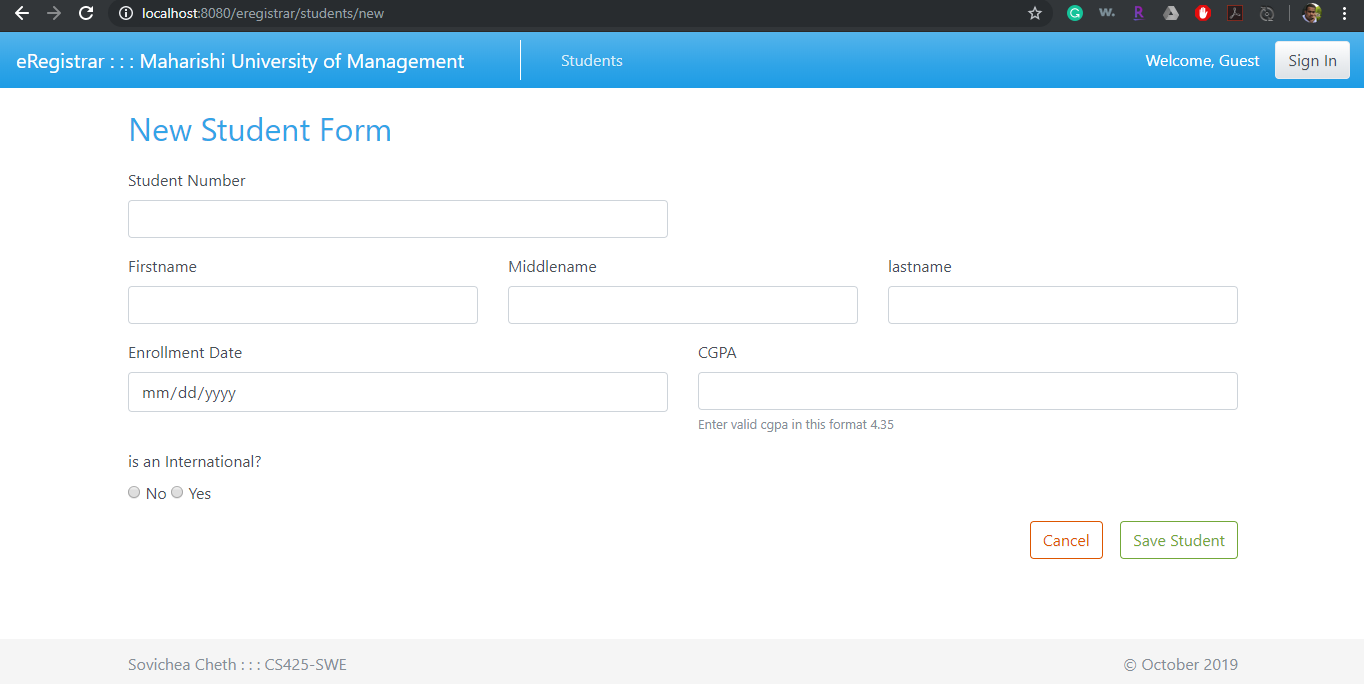 localhost:8080/eregistrar/students/new
eRegistrar : : : Maharishi University of Management Students Welcome, Guest Sign In
New Student Form
Student Number
Firstname Middlename lastname
Enrollment Date CGPA
mm/dd/yyyy
Enter valid cgpa in this format 4.35
is an International?
No Yes
Cancel Save Student
Sovichea Cheth : : : CS425-SWE © October 2019